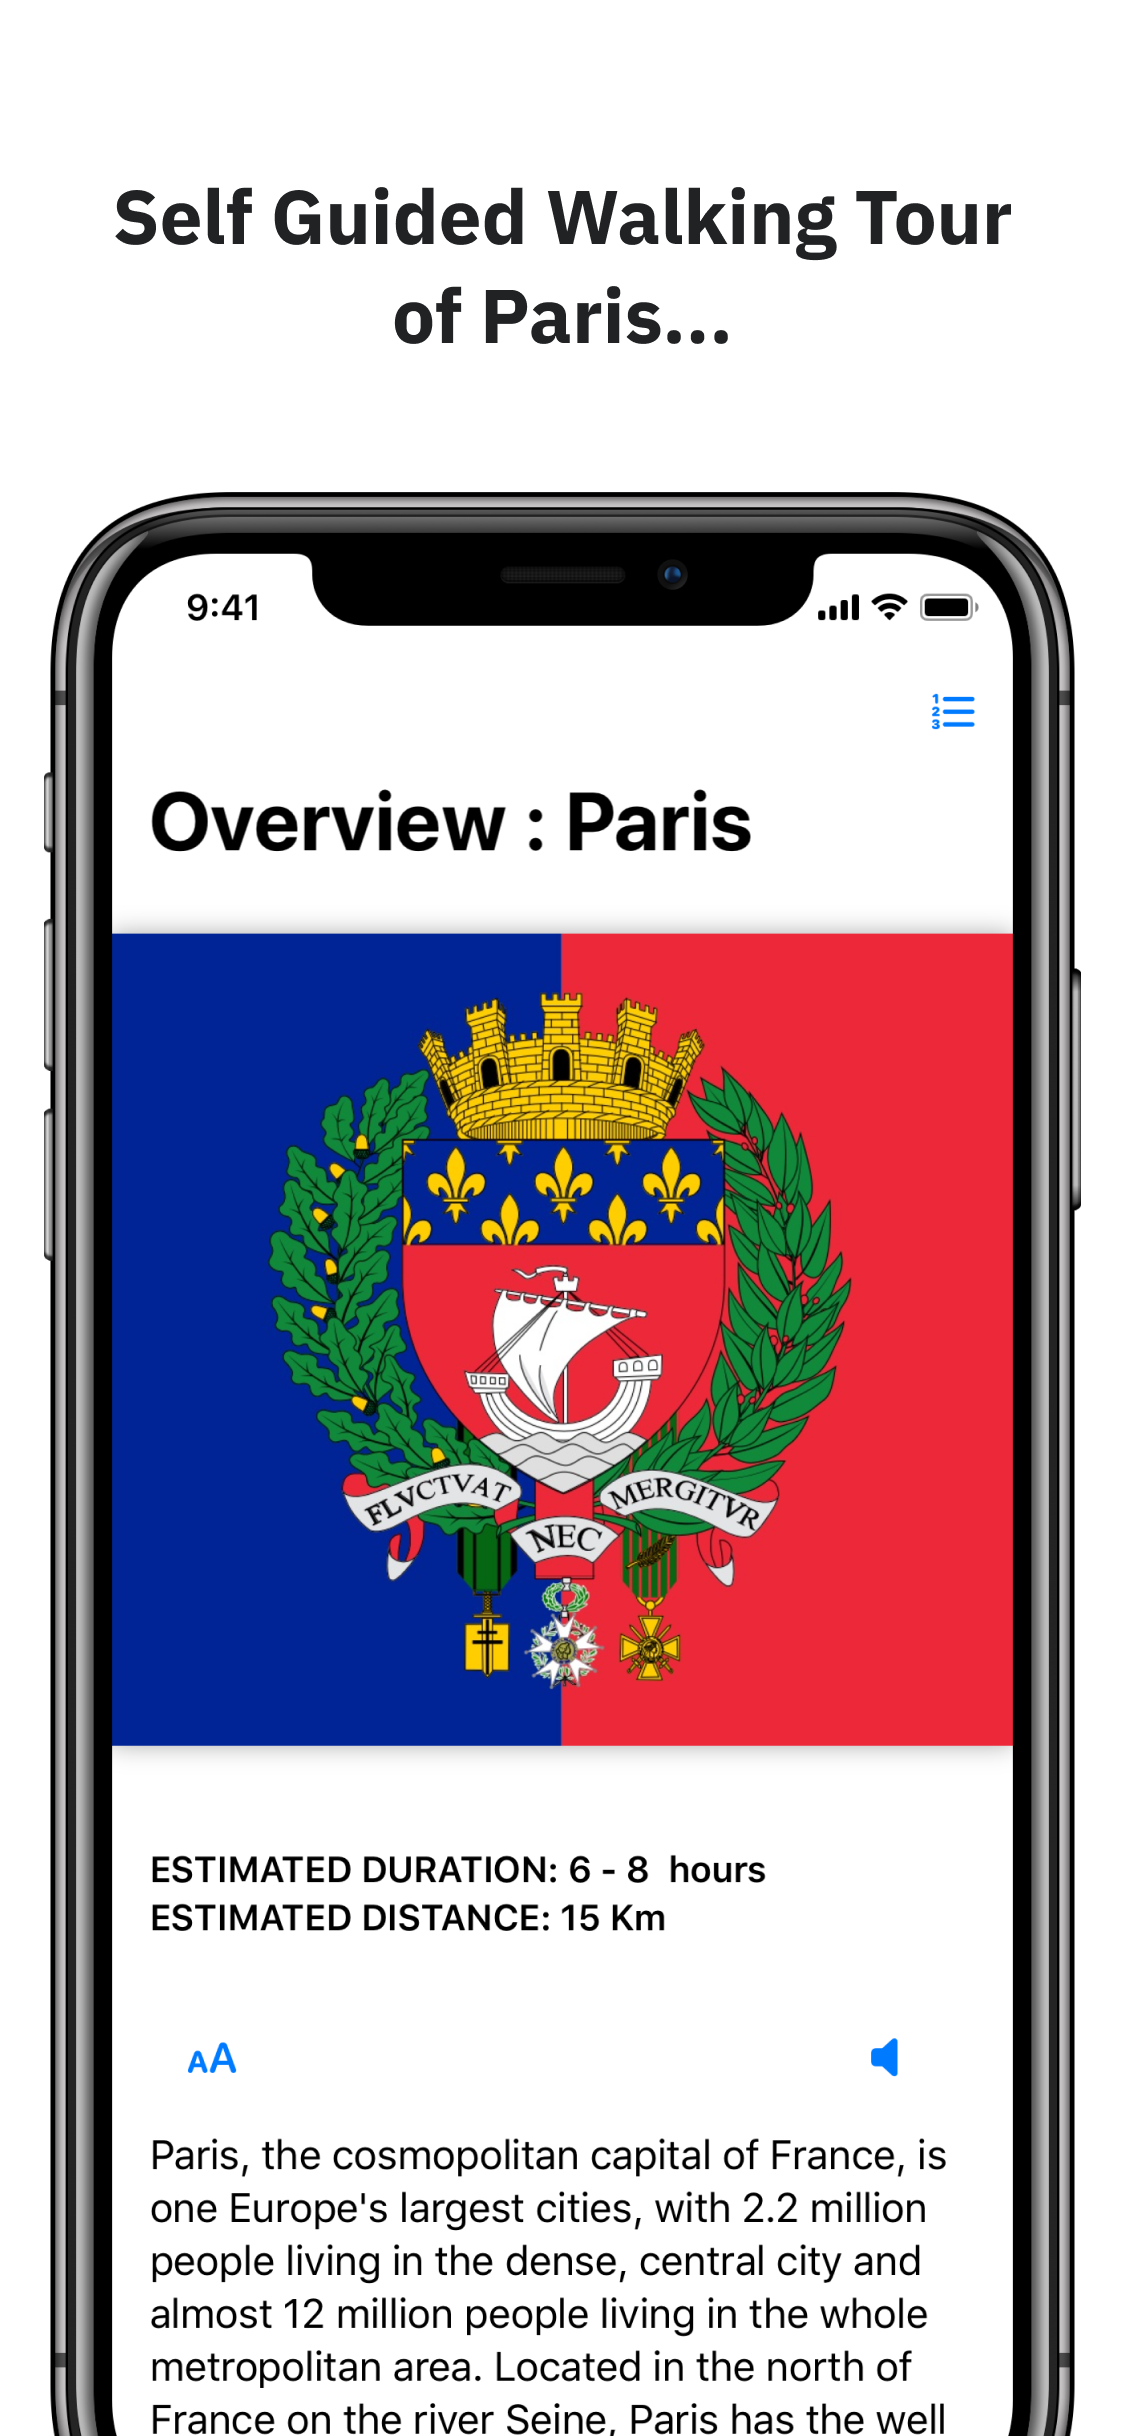 Self Guided Walking Tour
of Paris...
9:41
1
2
3
Overview : Paris
FLVCTVAT
NEC
MERGITVR
ESTIMATED DURATION: 6 - 8  hours
ESTIMATED DISTANCE: 15 Km
AA
Paris, the cosmopolitan capital of France, is
one Europe's largest cities, with 2.2 million
people living in the dense, central city and
almost 12 million people living in the whole
metropolitan area. Located in the north of
France on the river Seine, Paris has the well